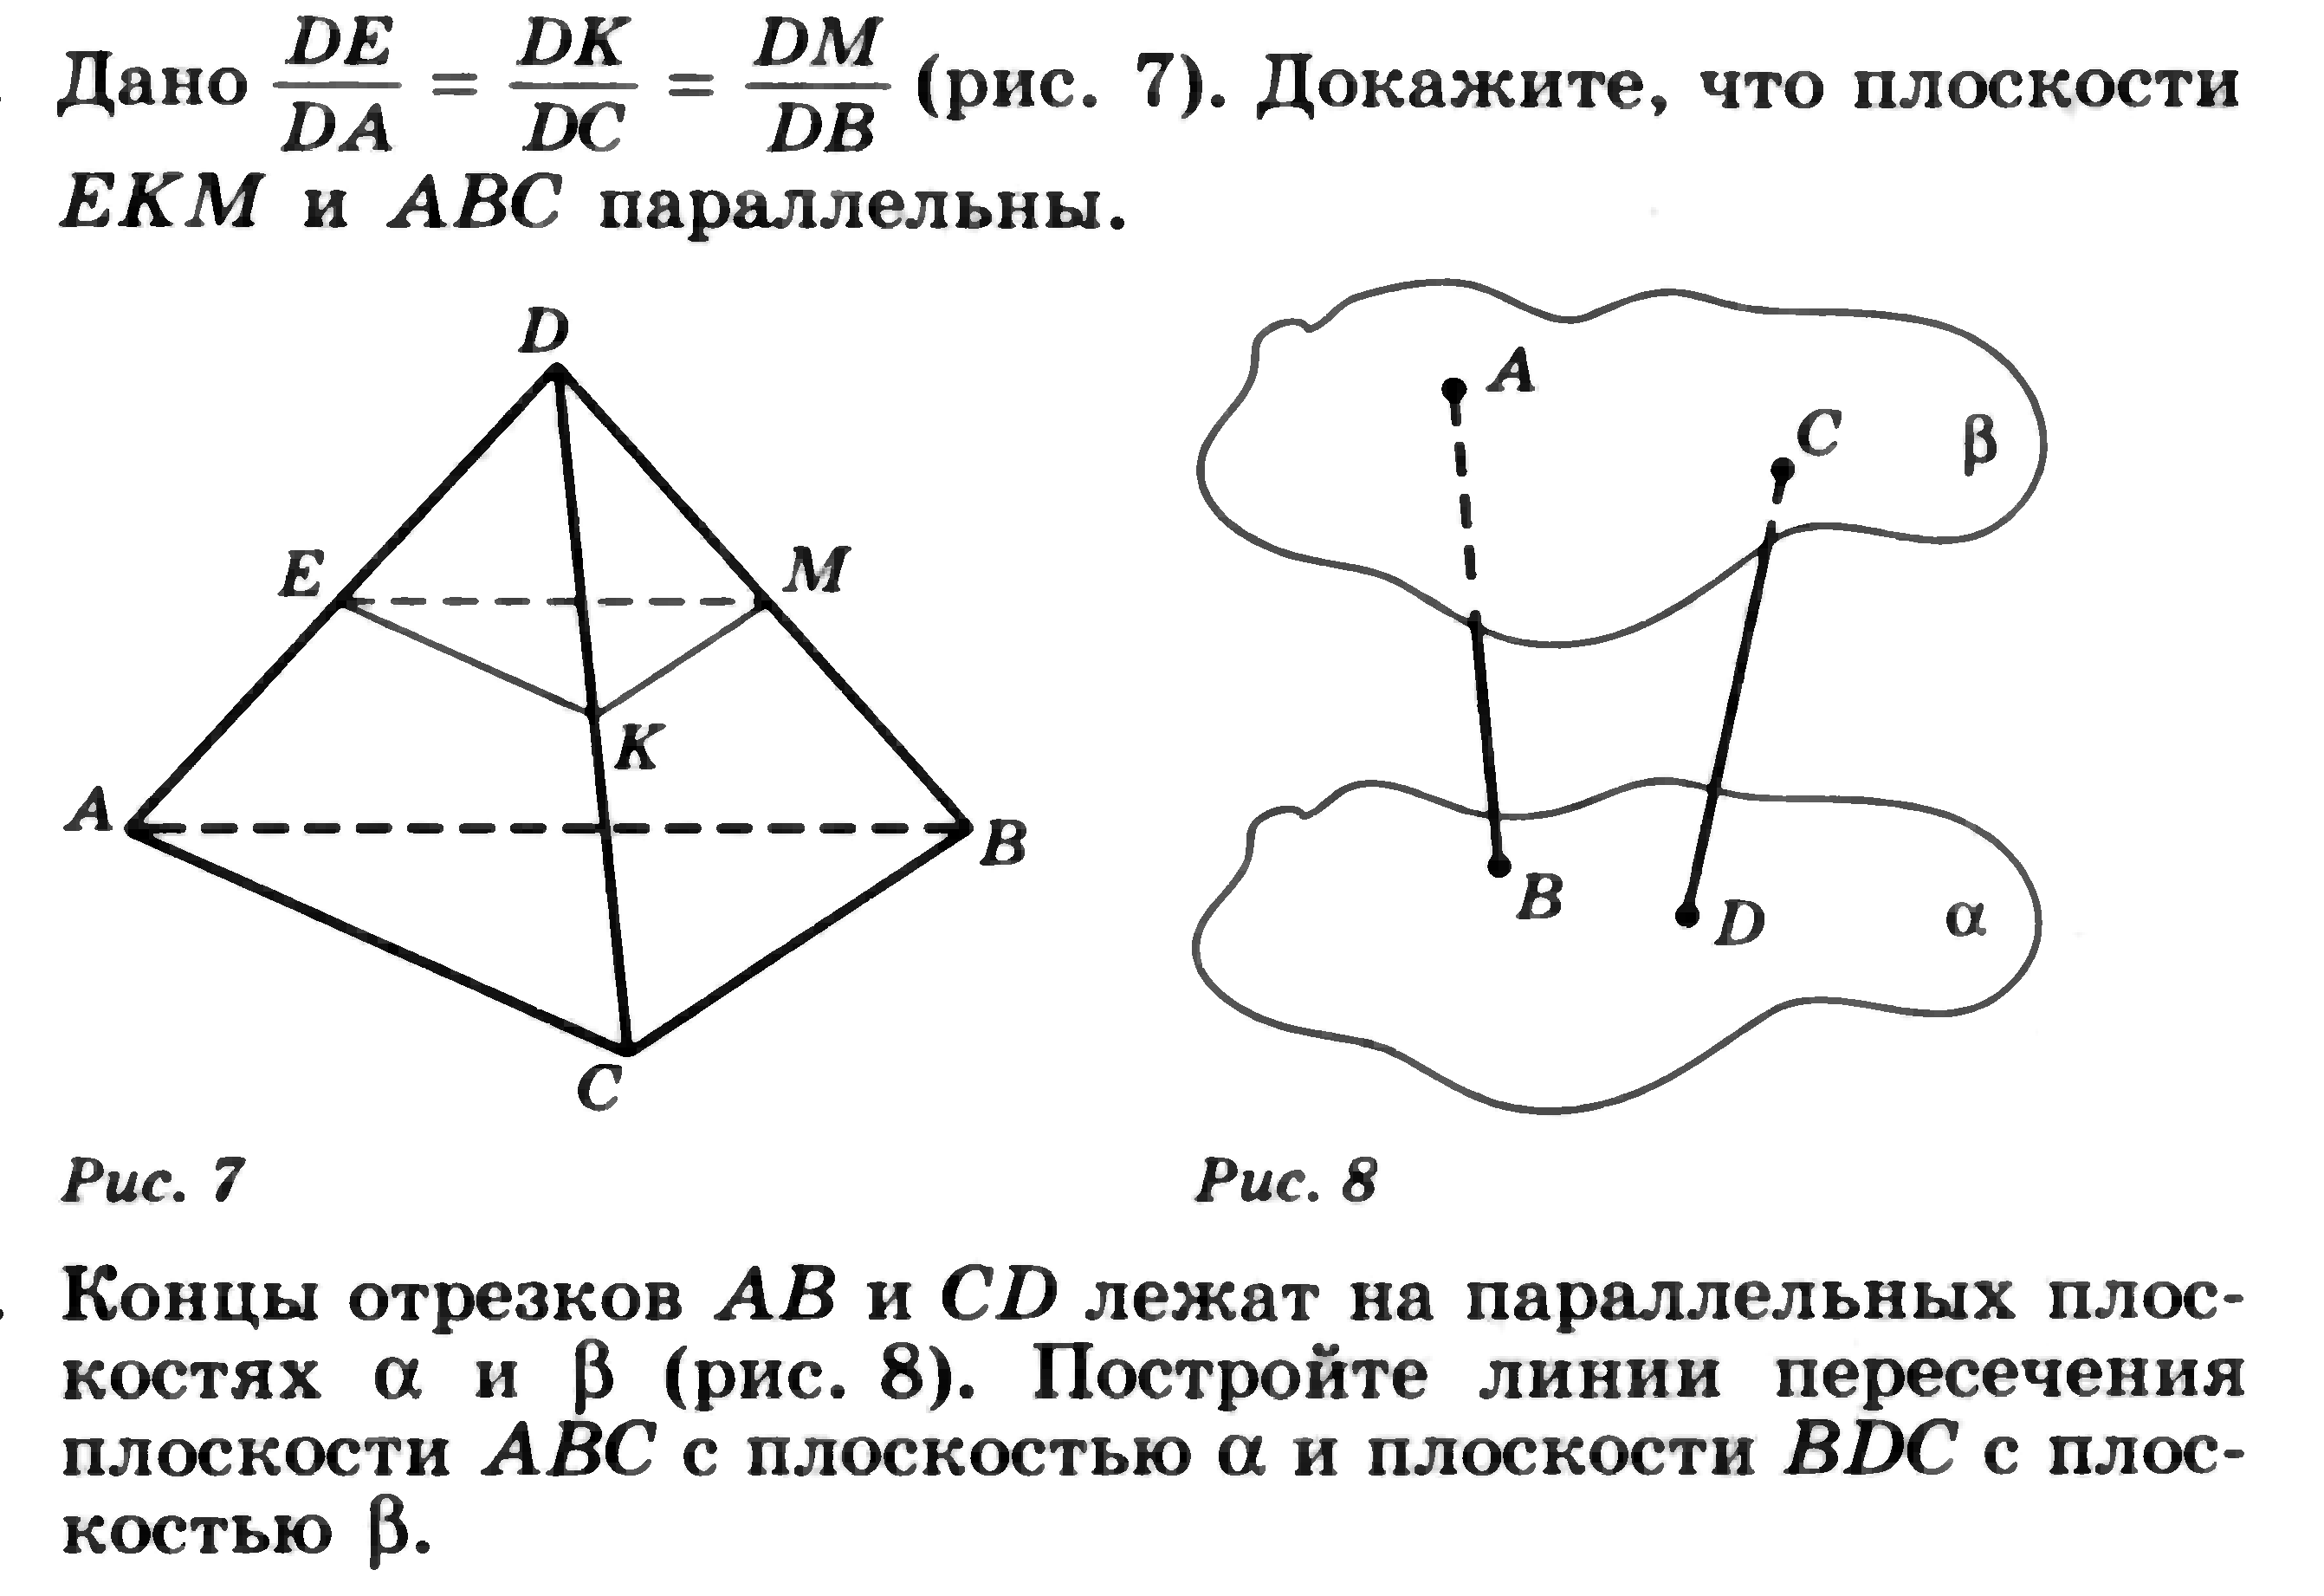 Дано DE/DA = DK/DC = DM/DB (рис. 7). Докажите, что плоскости
EKM и ABC параллельны.
D
E
M
K
A
B
C
A
C
β
B
D
α
Рис. 7
Рис. 8
Концы отрезков AB и CD лежат на параллельных плос-
костях α и β (рис. 8). Постройте линии пересечения
плоскости ABC с плоскостью α и плоскости BDC с плос-
костью β.